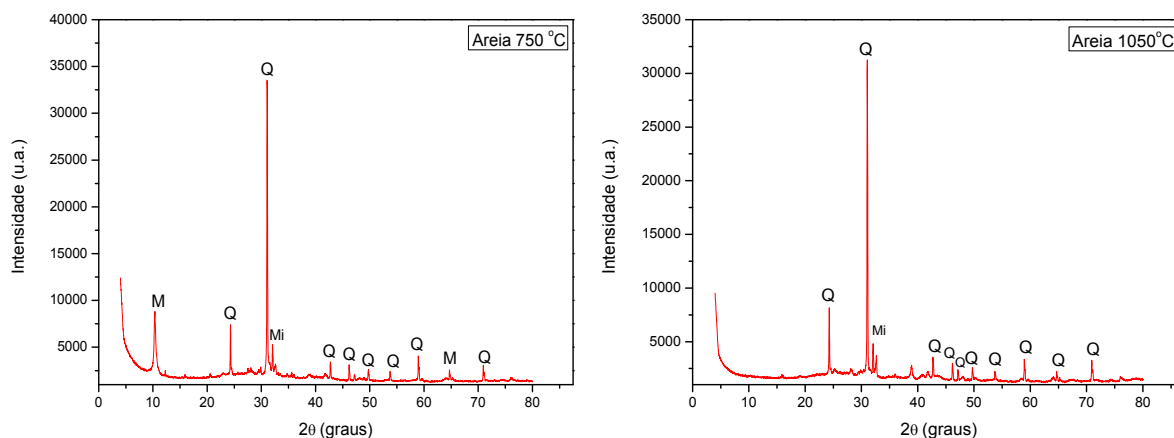 40000
35000
30000
25000
20000
15000
10000
5000
Intensidade (u.a.)
Areia 750 °C
M
Q
Q
Mi
Q
Q
Q
Q
Q
M
Q
0 10 20 30 40 50 60 70 80
2θ (graus)
35000
30000
25000
20000
15000
10000
5000
0
Intensidade (u.a.)
Areia 1050°C
Q
Q
Mi
Q
Q
Q
Q
Q
Q
Q
Q
0 10 20 30 40 50 60 70 80
2θ (graus)